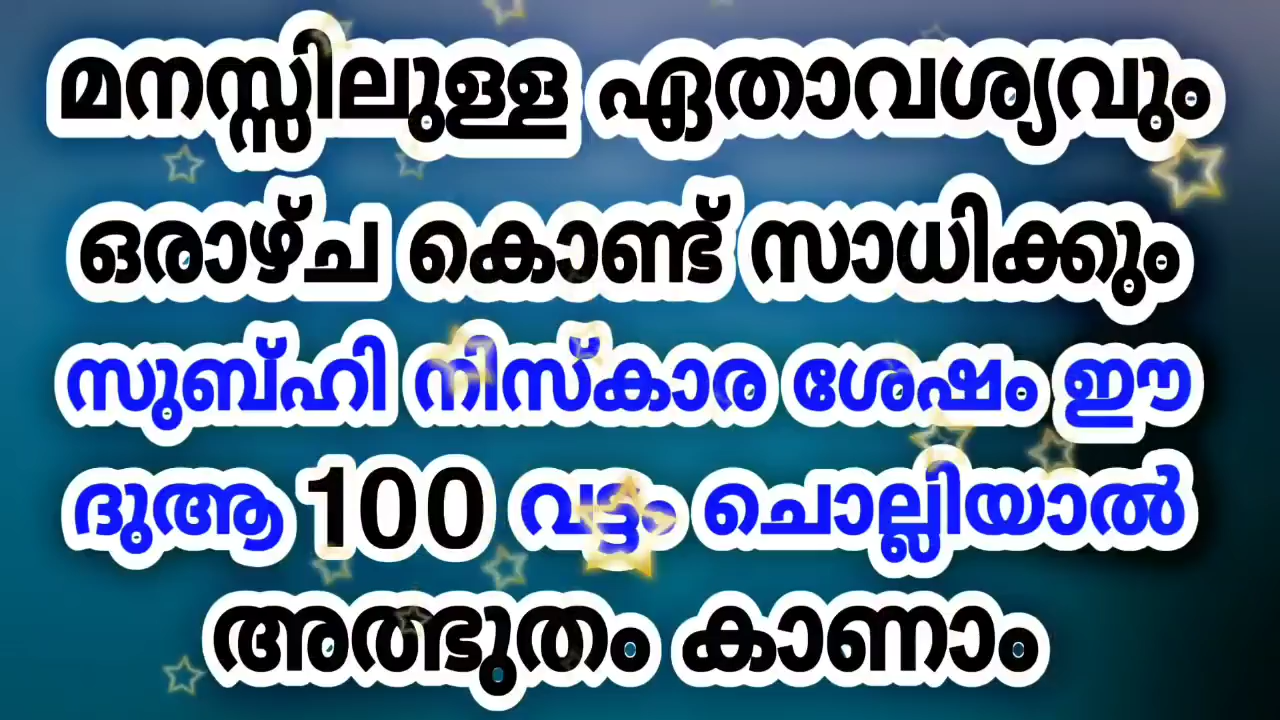 മനസ്സിലുള്ള ഏതാവശ്യവും
ഒരാഴ്ച കൊണ്ട് സാധിക്കും
സുബ്ഹി നിസ്കാര ശേഷം ഈ
ദുആ 100 വട്ടം ചൊല്ലിയാൽ
അത്ഭുതം കാണാം